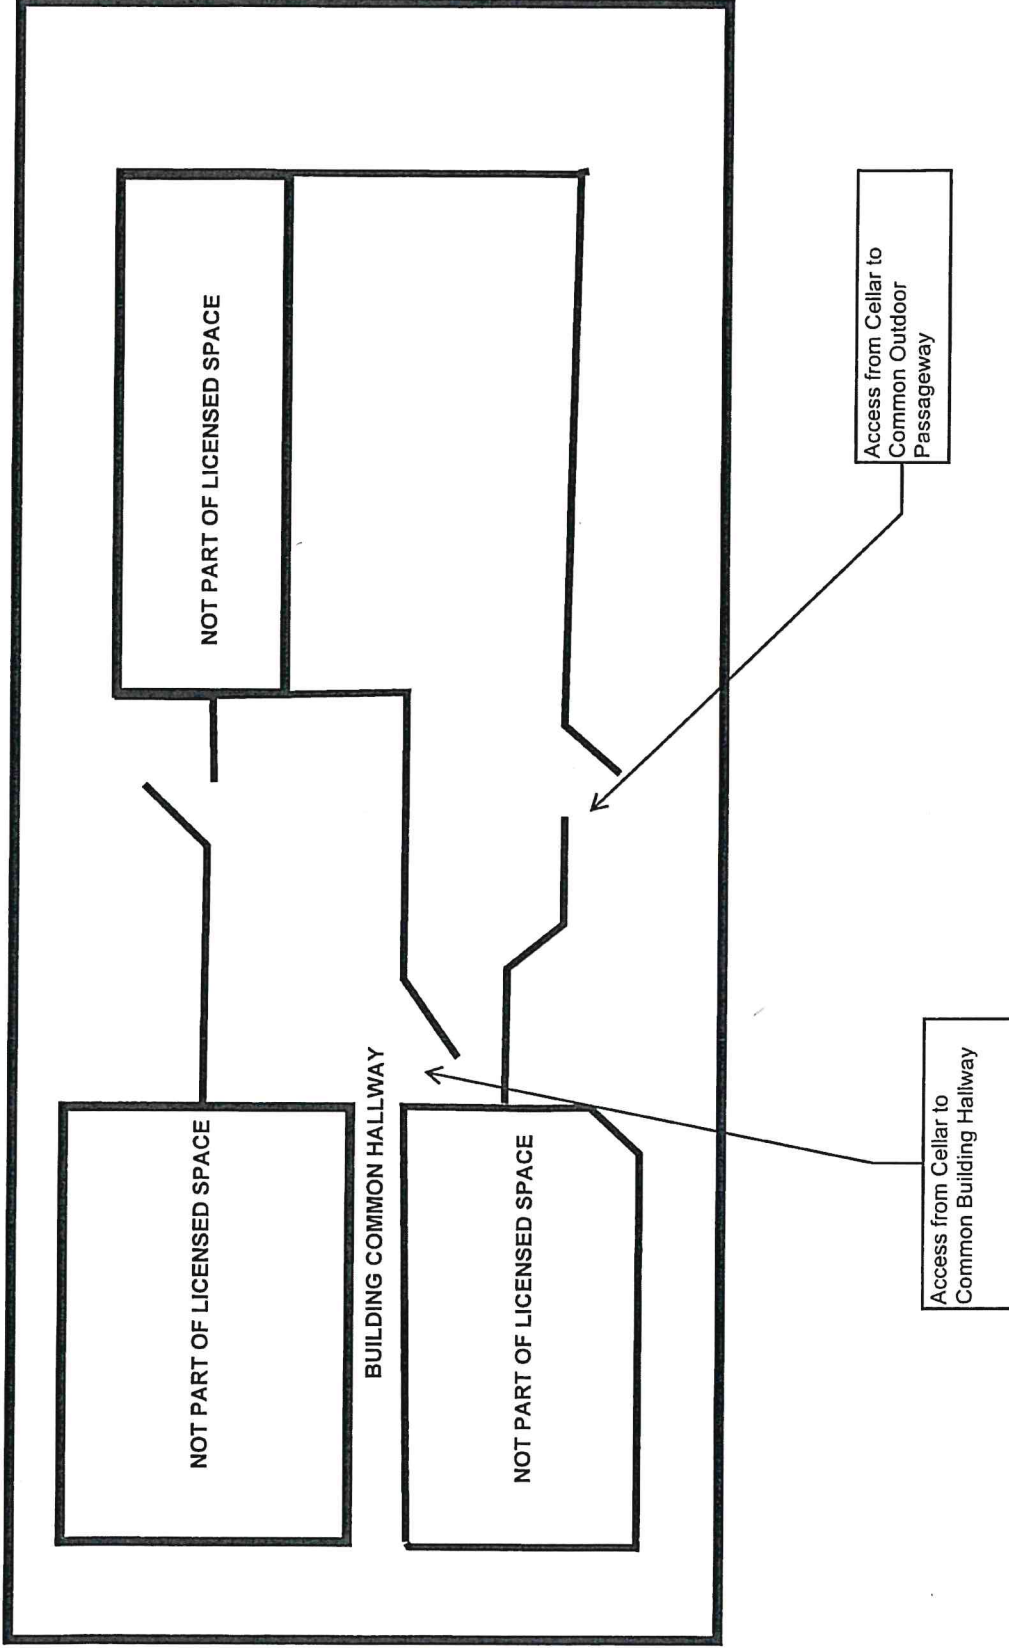 NOT PART OF LICENSED SPACE
NOT PART OF LICENSED SPACE
BUILDING COMMON HALLWAY
NOT PART OF LICENSED SPACE
Access from Cellar to
Common Outdoor
Passageway
Access from Cellar to
Common Building Hallway